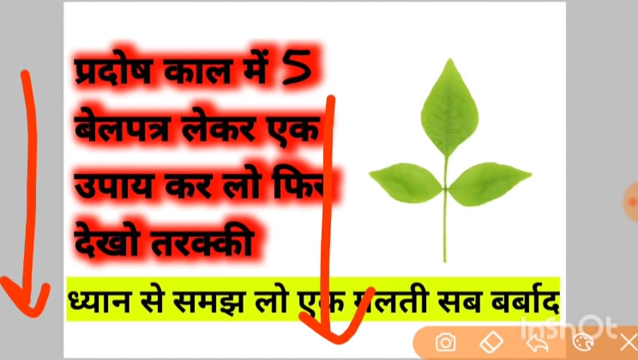 प्रदोष काल में 5
बेलपत्र लेकर एक
उपाय कर लो फिर
देखो तरक्की
ध्यान से समझ लो एक गलती सब बर्बाद
InShOt